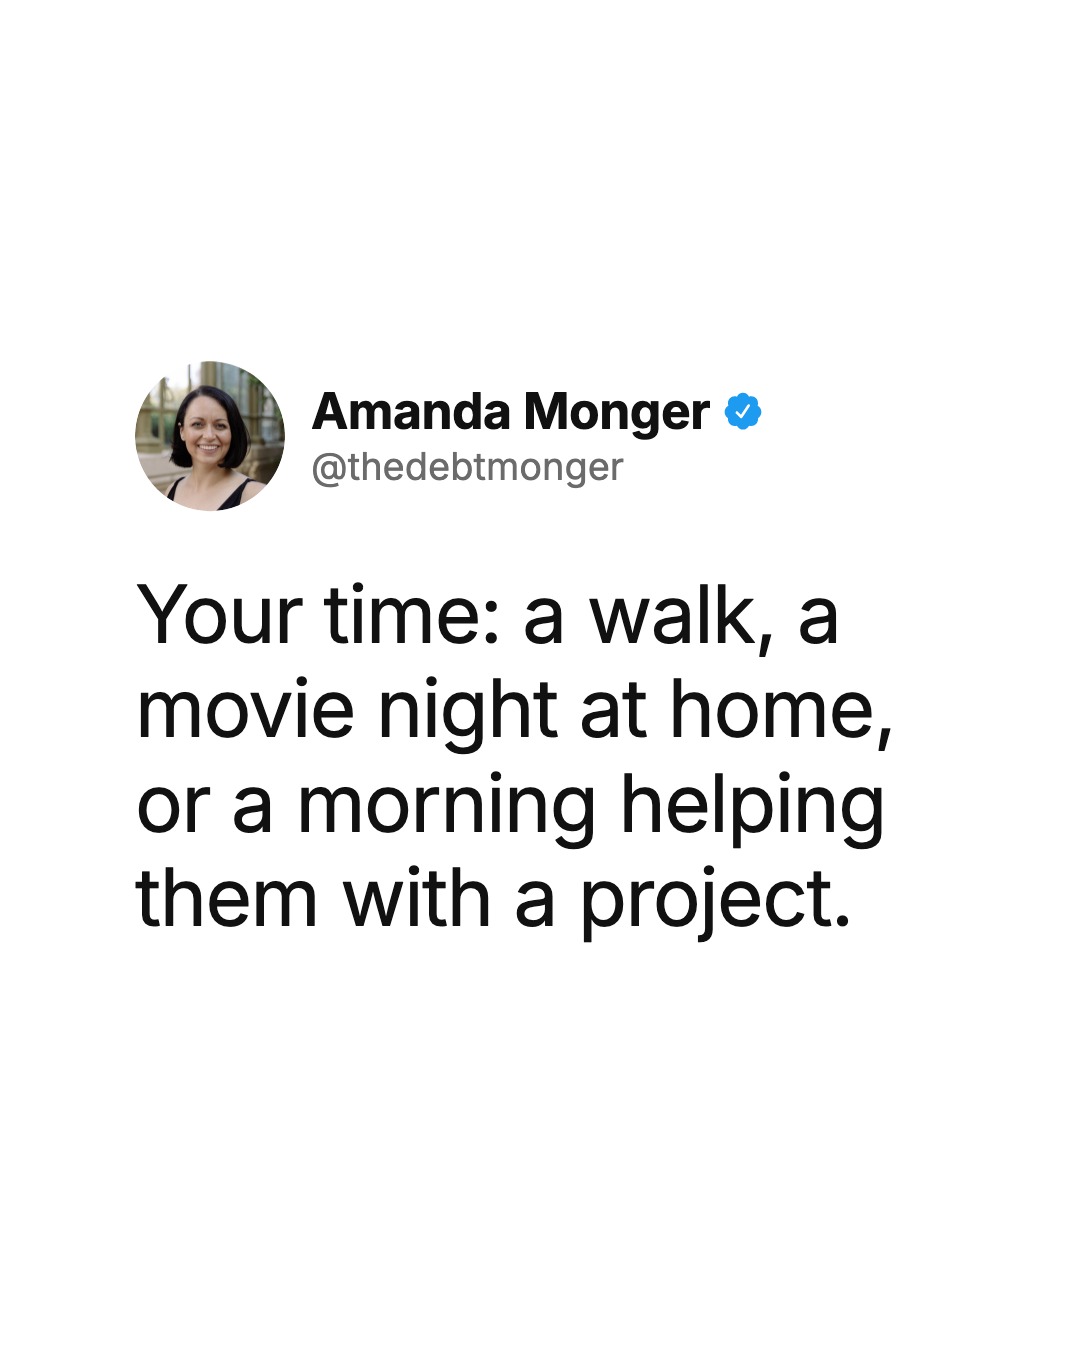 Amanda Monger
@thedebtmonger
Your time: a walk, a
movie night at home,
or a morning helping
them with a project.